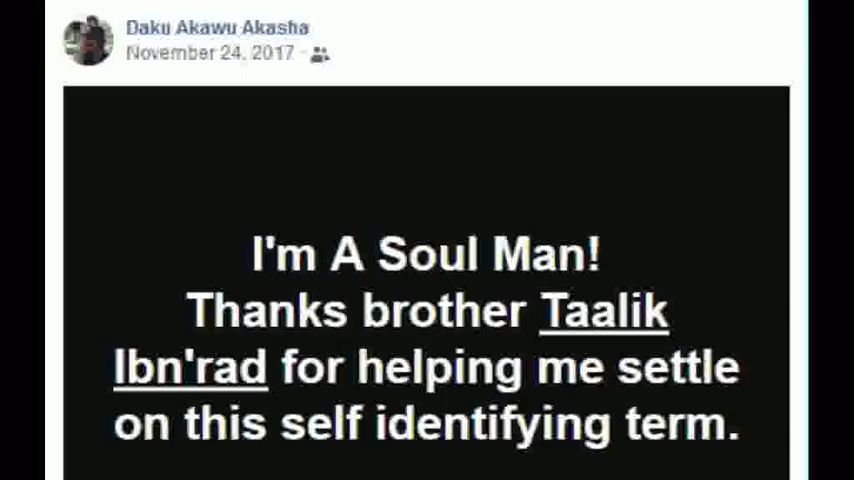 Daku Akawu Akasha
November 24, 2017 ·
I'm A Soul Man!
Thanks brother Taalik
Ibn'rad for helping me settle
on this self identifying term.